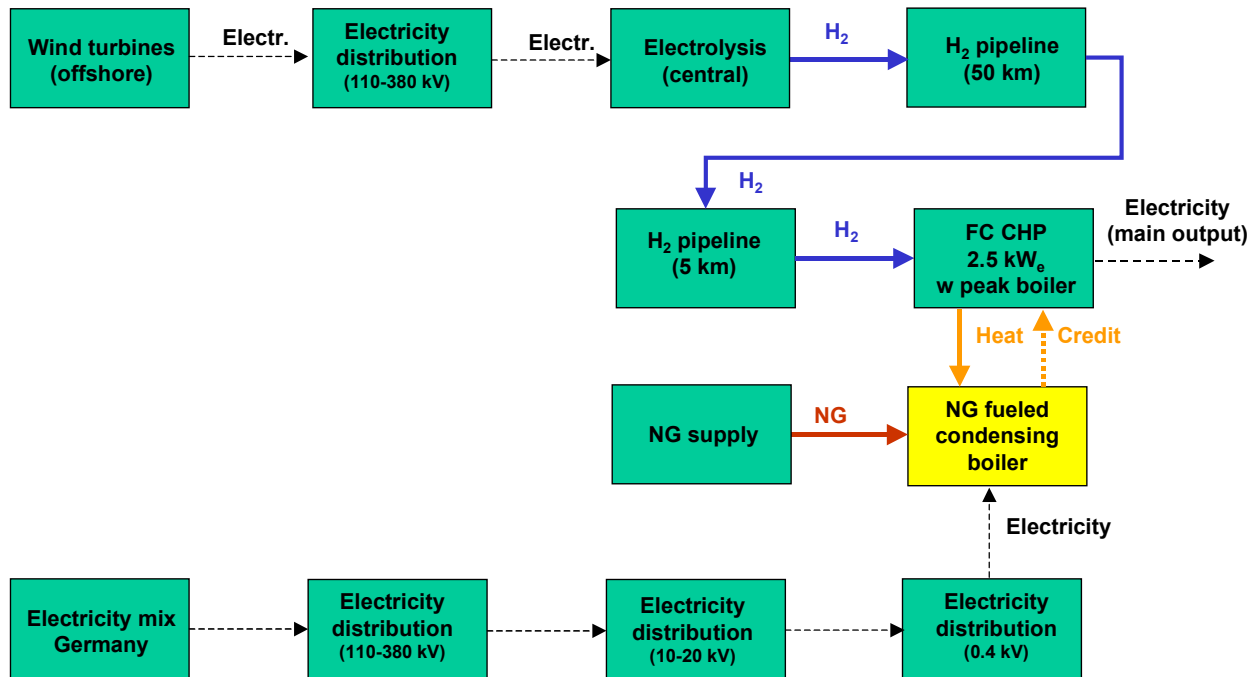 Wind turbines
(offshore)
Electr.
Electricity
distribution
(110-380 kV)
Electr.
Electrolysis
(central)
H₂
H₂ pipeline
(50 km)
H₂
H₂ pipeline
(5 km)
H₂
FC CHP
2.5 kWₑ
w peak boiler
Electricity
(main output)
Heat
Credit
NG supply
NG
NG fueled
condensing
boiler
Electricity
Electricity mix
Germany
Electricity
distribution
(110-380 kV)
Electricity
distribution
(10-20 kV)
Electricity
distribution
(0.4 kV)